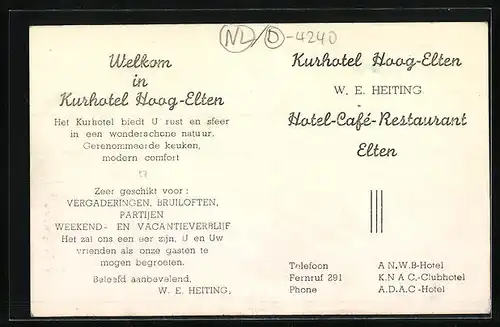 NL/D-4240
Welkom
in
Kurhotel Hoog-Elten
Het Kurhotel biedt U rust en sfeer
in een wonderschone natuur.
Gerenommeerde keuken,
modern comfort
Zeer geschikt voor:
VERGADERINGEN, BRUILOFTEN,
PARTIJEN
WEEKEND- EN VACANTIEVERBLIJF
Het zal ons een eer zijn, U en Uw
vrienden als onze gasten te
mogen begroeten.
Beleefd aanbevelend,
W. E. HEITING,
Kurhotel Hoog-Elten
W. E. HEITING
Hotel-Café-Restaurant
Elten
Telefoon
Fernruf 291
Phone
A N.W.B-Hotel
K.N A C.-Clubhotel
A.D.A.C-Hotel